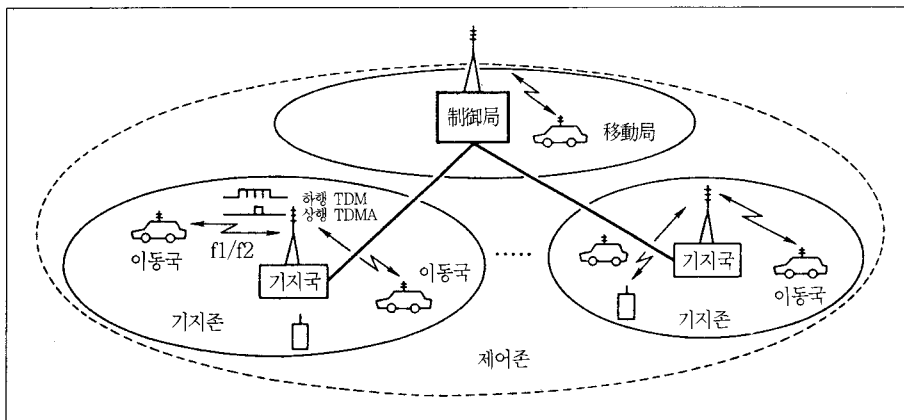 制御局
移動局
하행 TDM
상행 TDMA
f1/f2
이동국
기지국
이동국
기지존
.....
기지국
이동국
기지존
제어존